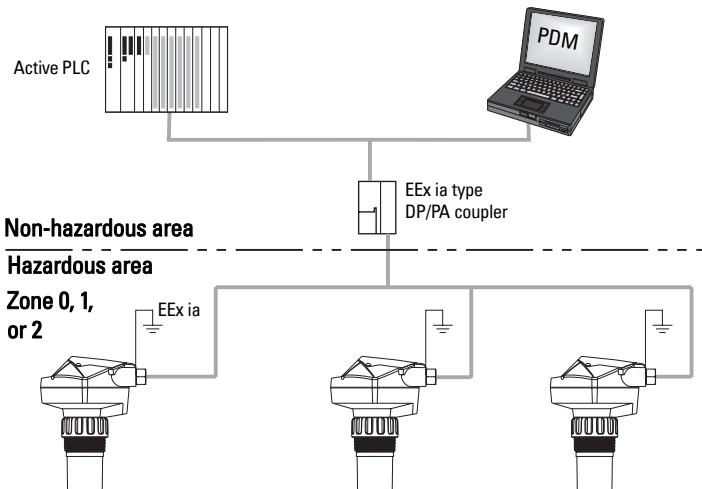 PDM
Active PLC
EEx ia type
DP/PA coupler
Non-hazardous area
Hazardous area
Zone 0, 1,
or 2
EEx ia